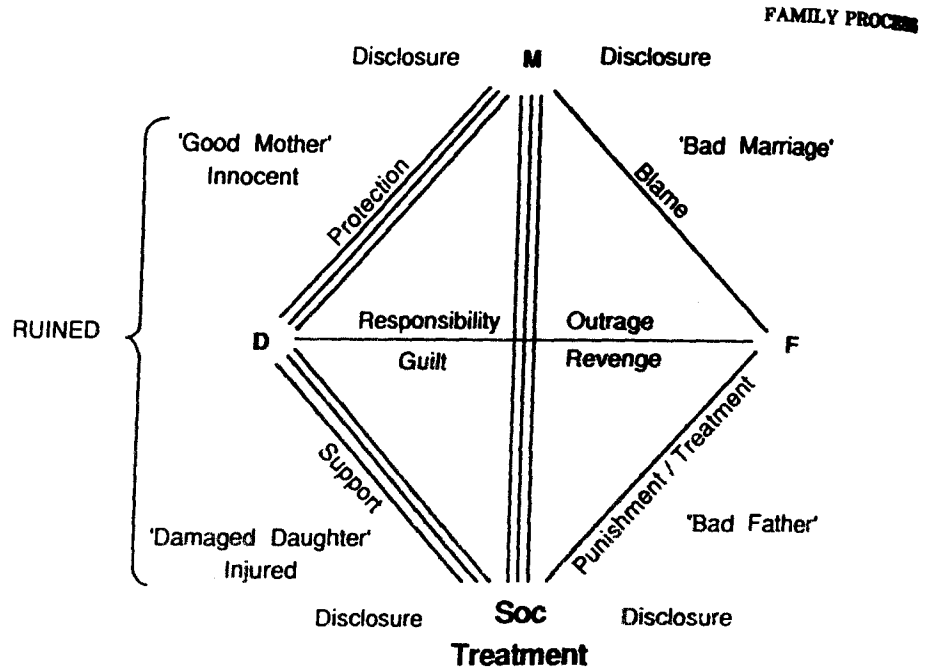 FAMILY PROCESS
Disclosure M Disclosure
'Good Mother'
Innocent
'Bad Marriage'
Protection
Blame
RUINED
D
Responsibility
Outrage
F
Guilt
Revenge
Support
Punishment / Treatment
'Damaged Daughter'
Injured
'Bad Father'
Disclosure Soc Disclosure
Treatment